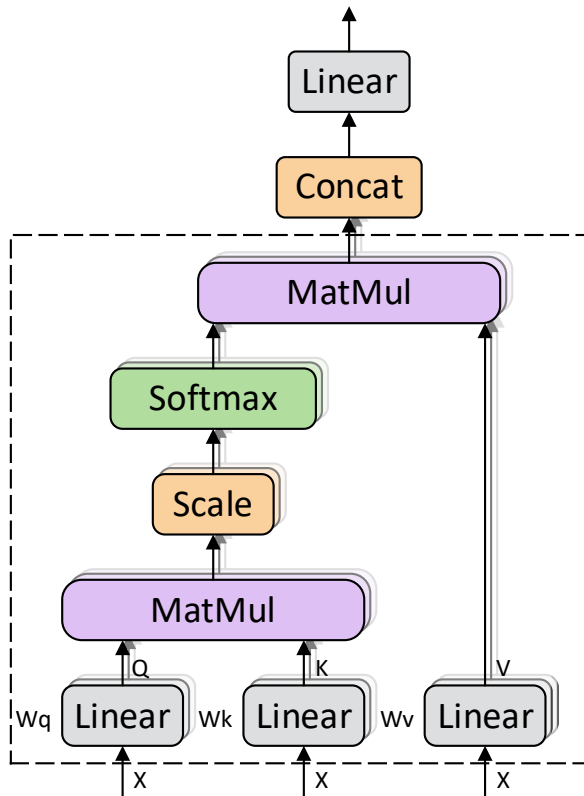 Linear
Concat
MatMul
Softmax
Scale
MatMul
Q K V
Wq Linear Wk Linear Wv Linear
X X X